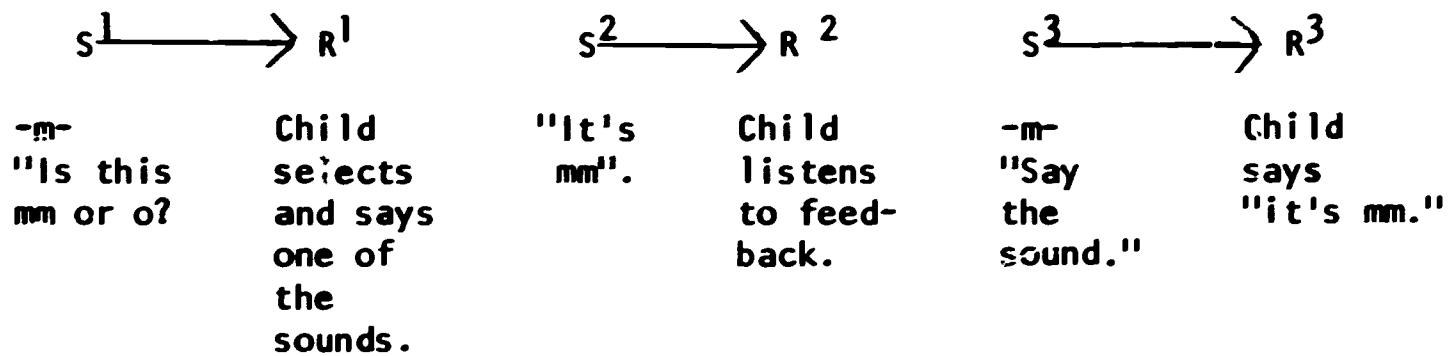 S¹ → R¹ S² → R ² S³ → R³
-m- Child "It's Child -m- Child
"Is this selects mm". listens "Say says
mm or o? and says to feed- the "it's mm."
one of back. sound."
the
sounds.